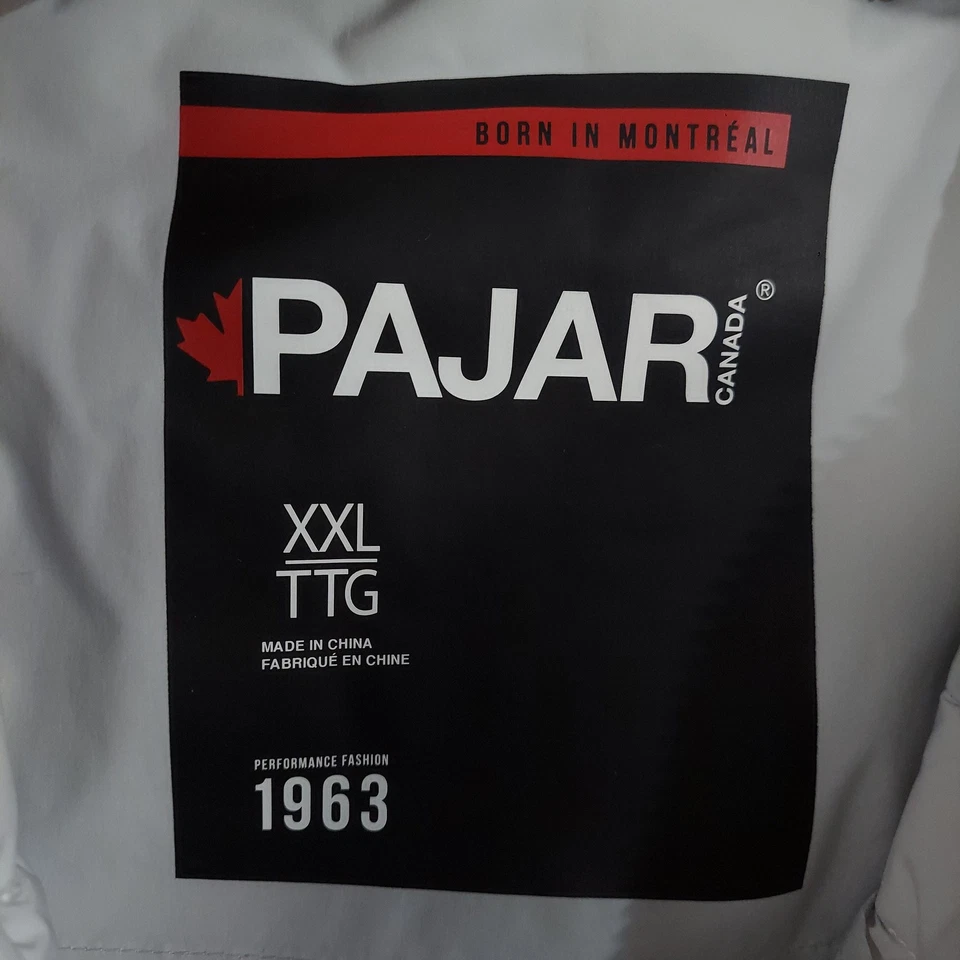 BORN IN MONTRÉAL
PAJAR CANADA ®
XXL
TTG
MADE IN CHINA
FABRIQUÉ EN CHINE
PERFORMANCE FASHION
1963